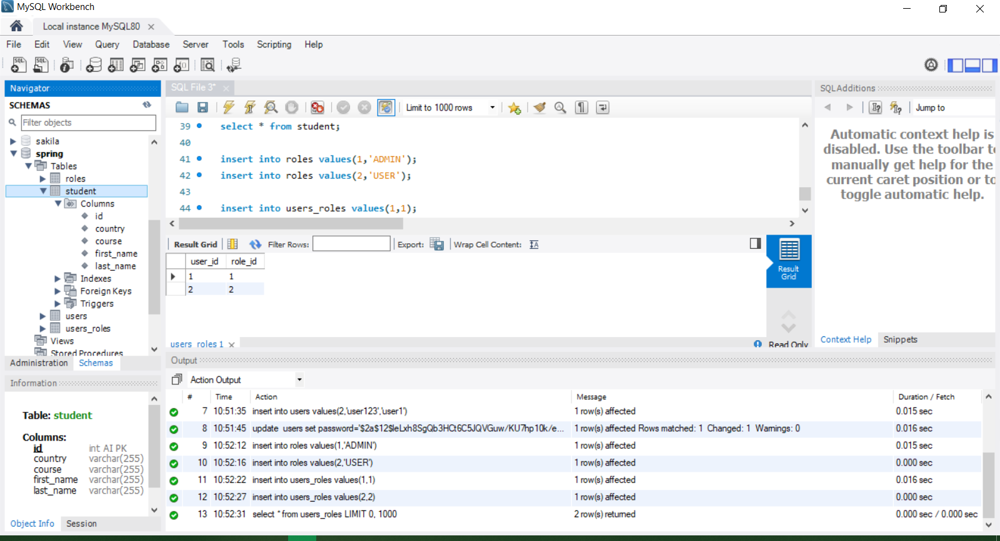 MySQL Workbench
Local instance MySQL80
File Edit View Query Database Server Tools Scripting Help
Navigator
SCHEMAS
Filter objects
sakila
spring
Tables
roles
student
Columns
id
country
course
first_name
last_name
Indexes
Foreign Keys
Triggers
users
users_roles
Views
Stored Procedures
Administration Schemas
Information
Table: student
Columns:
id int AI PK
country varchar(255)
course varchar(255)
first_name varchar(255)
last_name varchar(255)
Object Info Session
SQL File 3*
Limit to 1000 rows
39 select * from student;
40
41 insert into roles values(1,'ADMIN');
42 insert into roles values(2,'USER');
43
44 insert into users_roles values(1,1);
Result Grid Filter Rows: Export: Wrap Cell Content:
user_id role_id
1 1
2 2
Result
Grid
users_roles 1
Read Only
SQLAdditions
Jump to
Automatic context help is
disabled. Use the toolbar to
manually get help for the
current caret position or to
toggle automatic help.
Context Help Snippets
Output
Action Output
# Time Action Message Duration / Fetch
7 10:51:35 insert into users values(2,'user123','user1') 1 row(s) affected 0.015 sec
8 10:51:45 update users set password='$2a$12$leLxh8SgQb3HCt6C5JQVGuw/KU7hp10k/e... 1 row(s) affected Rows matched: 1 Changed: 1 Warnings: 0 0.016 sec
9 10:52:12 insert into roles values(1,'ADMIN') 1 row(s) affected 0.015 sec
10 10:52:16 insert into roles values(2,'USER') 1 row(s) affected 0.000 sec
11 10:52:22 insert into users_roles values(1,1) 1 row(s) affected 0.016 sec
12 10:52:27 insert into users_roles values(2,2) 1 row(s) affected 0.000 sec
13 10:52:31 select * from users_roles LIMIT 0, 1000 2 row(s) returned 0.000 sec / 0.000 sec